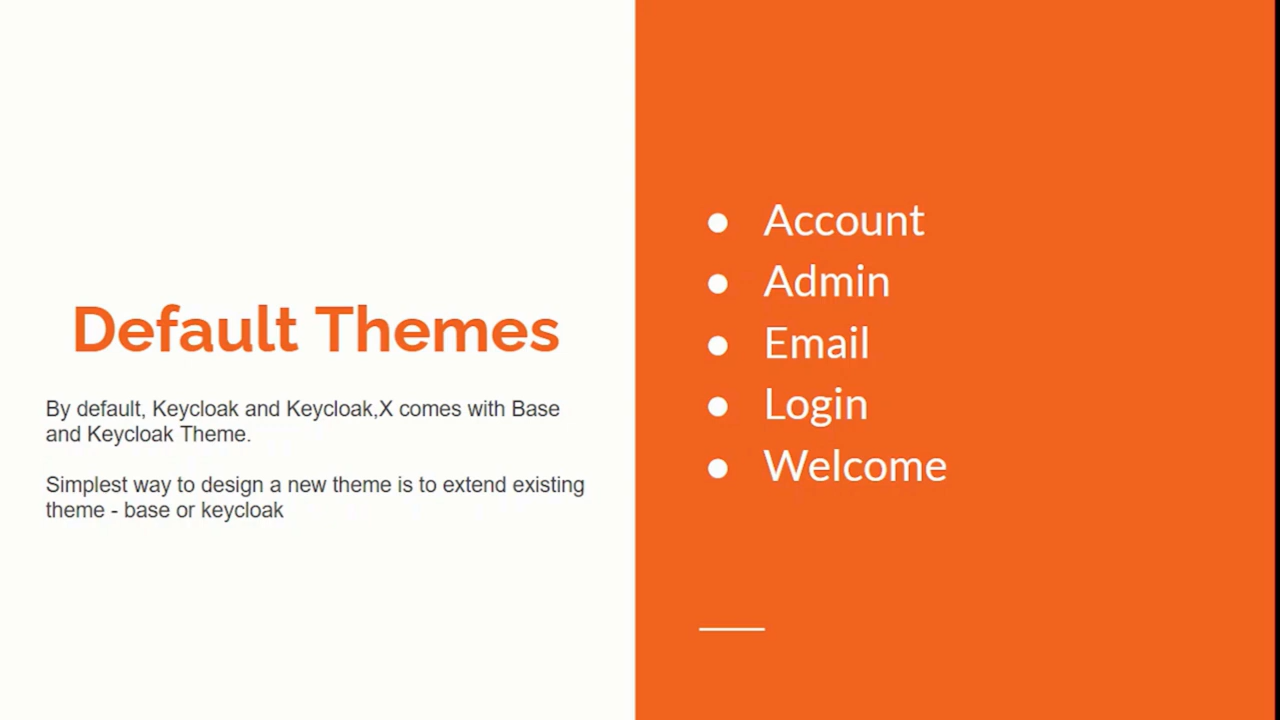 Default Themes
By default, Keycloak and Keycloak,X comes with Base
and Keycloak Theme.
Simplest way to design a new theme is to extend existing
theme - base or keycloak
● Account
● Admin
● Email
● Login
● Welcome